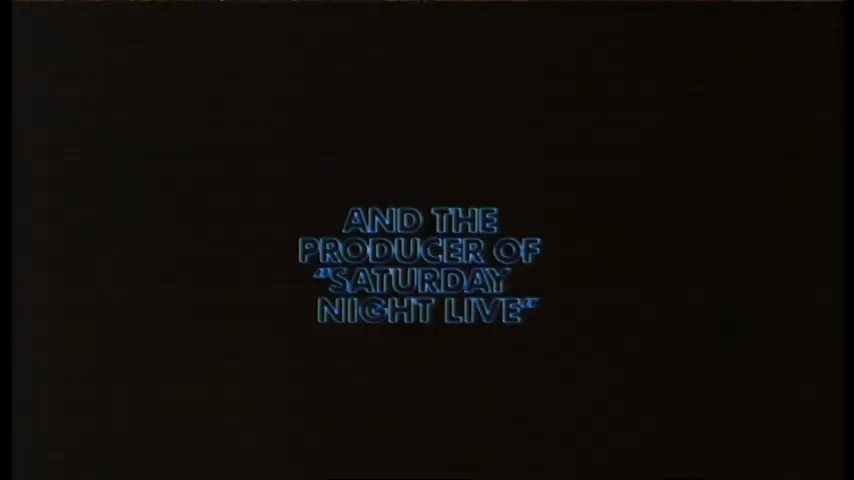 AND THE
PRODUCER OF
"SATURDAY
NIGHT LIVE"